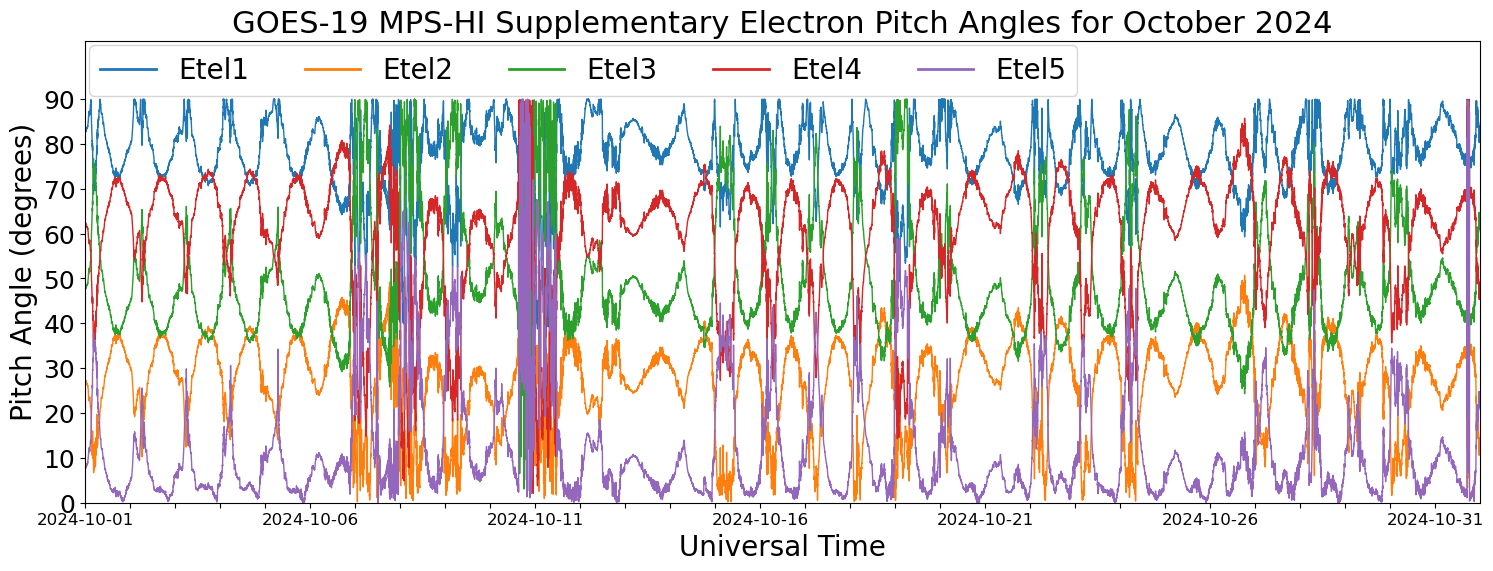 GOES-19 MPS-HI Supplementary Electron Pitch Angles for October 2024
Etel1 Etel2 Etel3 Etel4 Etel5
Pitch Angle (degrees)
90
80
70
60
50
40
30
20
10
0
2024-10-01 2024-10-06 2024-10-11 2024-10-16 2024-10-21 2024-10-26 2024-10-31
Universal Time